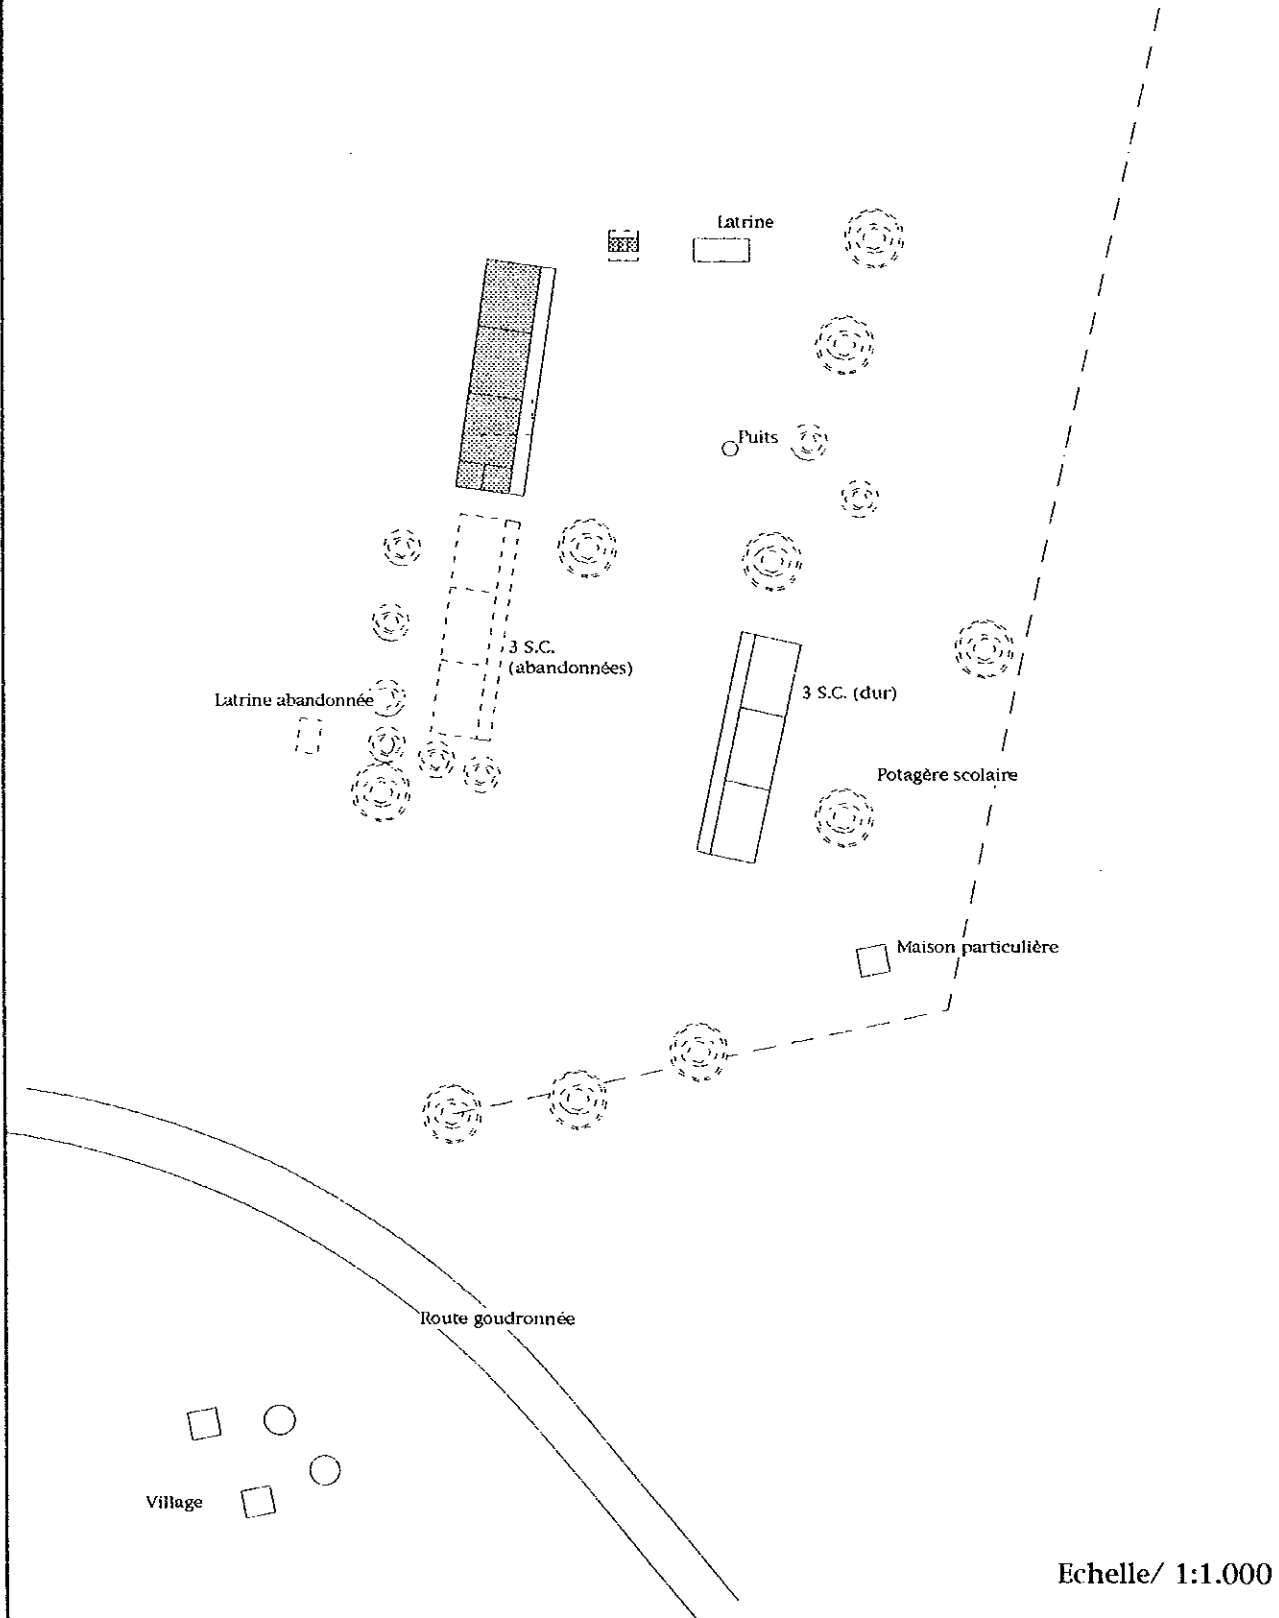 Latrine
Puits
3 S.C.
(abandonnées)
Latrine abandonnée
3 S.C. (dur)
Potagère scolaire
Maison particulière
Route goudronnée
Village
Echelle/ 1:1.000